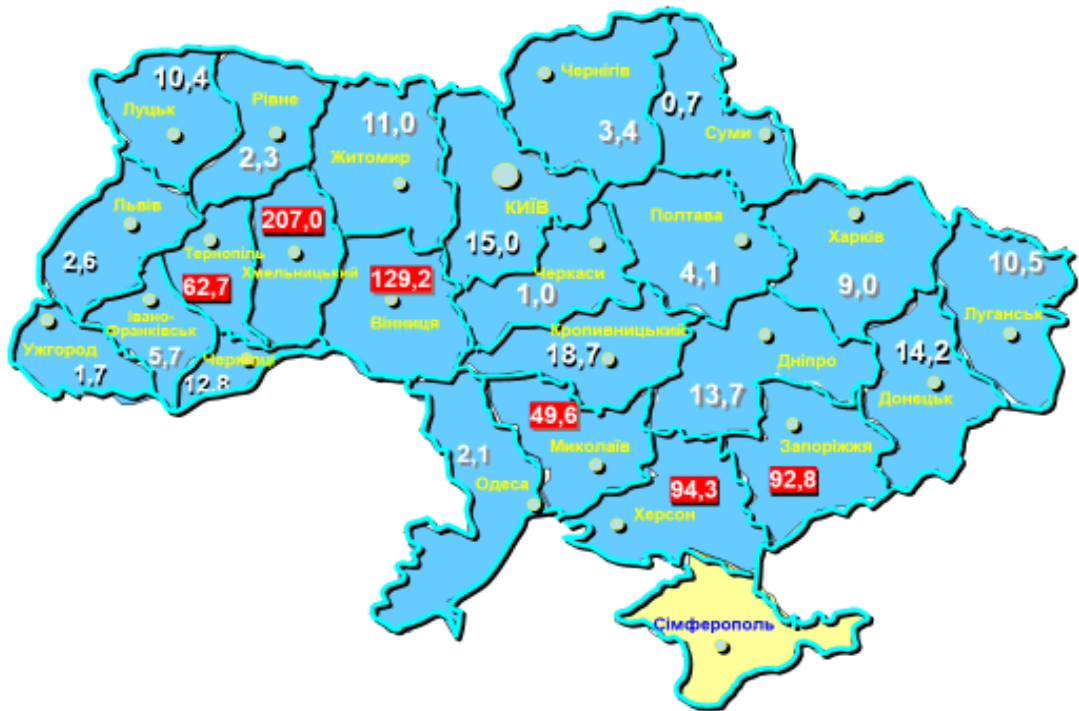 10,4
Луцьк
Рівне
2,3
11,0
Житомир
Чернігів
3,4
0,7
Суми
Львів
2,6
207,0
Тернопіль
62,7
Хмельницький
КИЇВ
15,0
Черкаси
1,0
Полтава
4,1
Харків
9,0
10,5
Луганськ
129,2
Вінниця
Івано-
Франківськ
5,7
Ужгород
1,7
Чернівці
12,8
Кропивницький
18,7
Дніпро
13,7
14,2
Донецьк
49,6
Миколаїв
2,1
Одеса
Запоріжжя
92,8
94,3
Херсон
Сімферополь